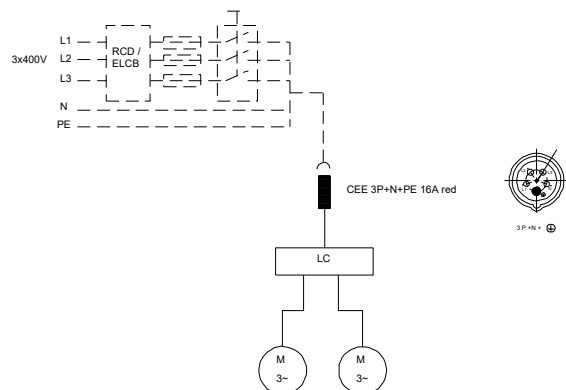 L1
3x400V
L2
L3
RCD /
ELCB
N
PE
CEE 3P+N+PE 16A red
3 P +N +
LC
M
3~
M
3~